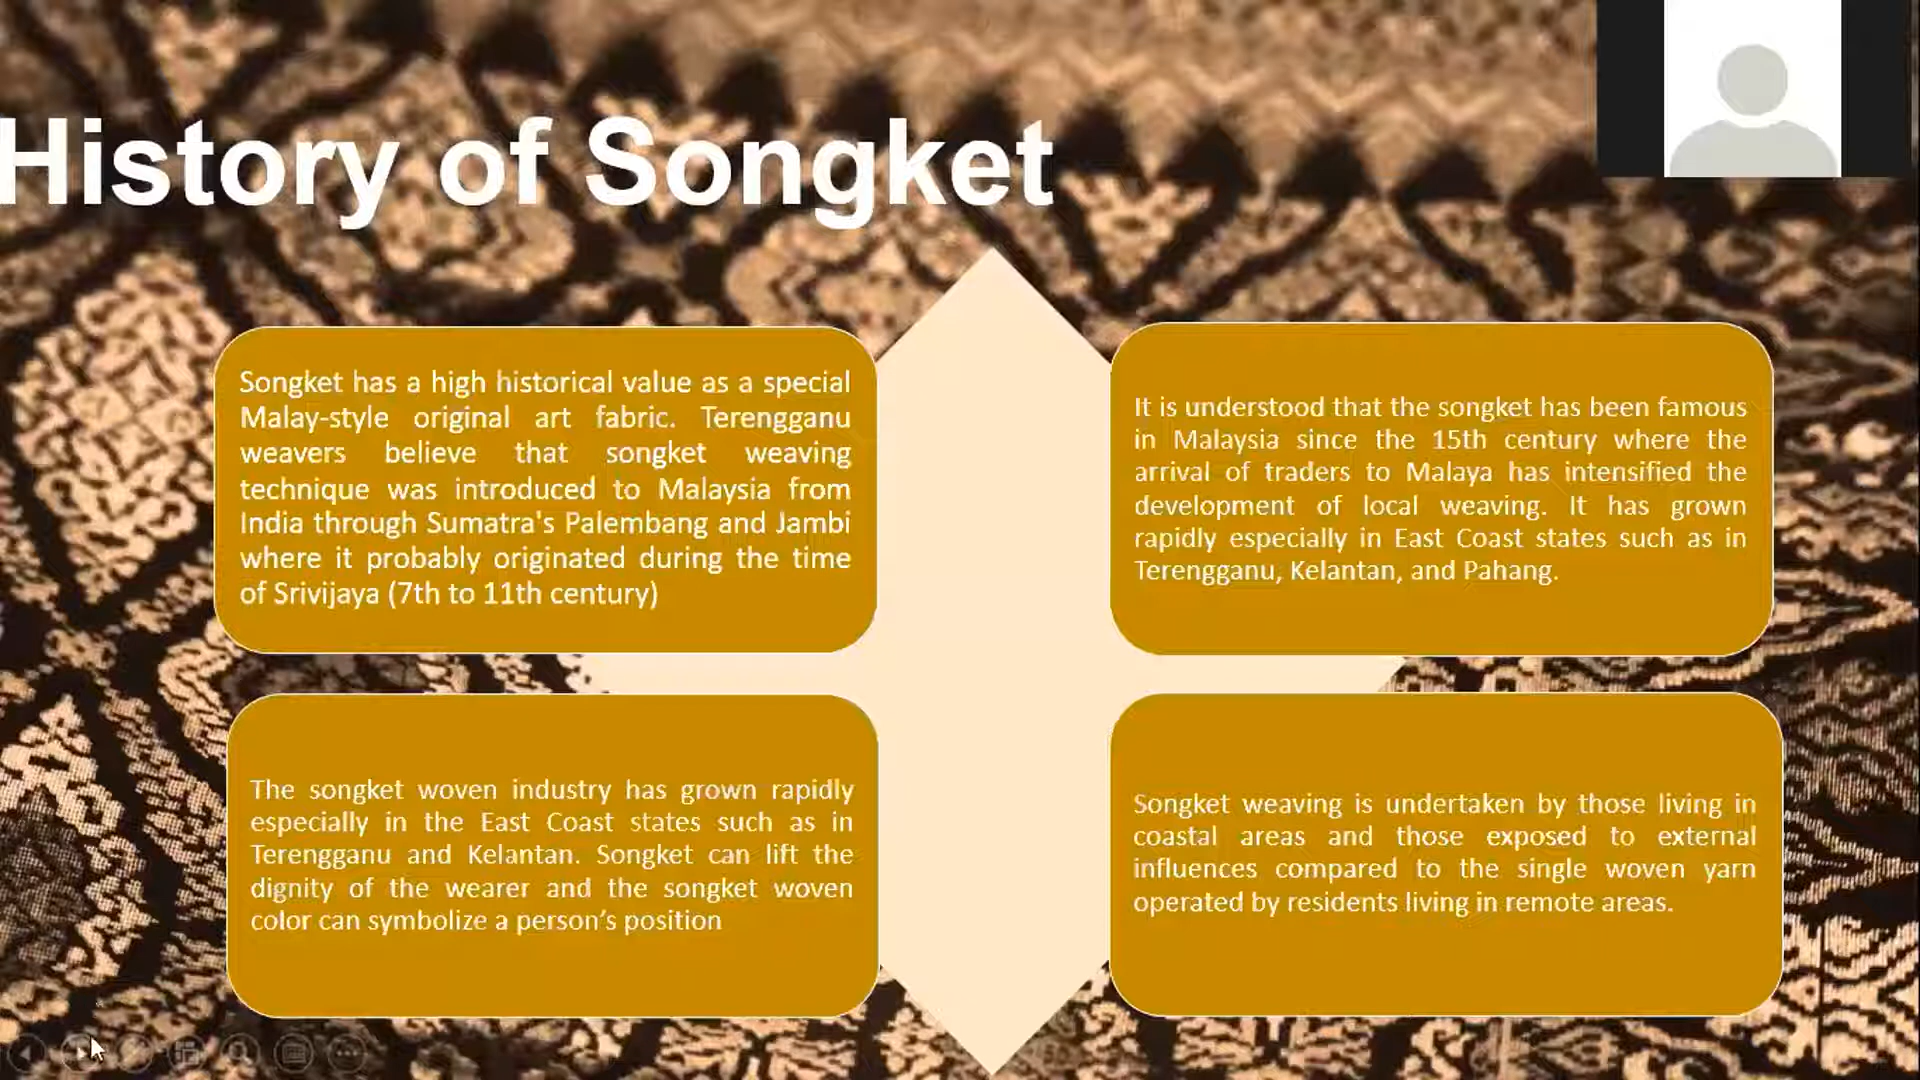 History of Songket
Songket has a high historical value as a special
Malay-style original art fabric. Terengganu
weavers believe that songket weaving
technique was introduced to Malaysia from
India through Sumatra's Palembang and Jambi
where it probably originated during the time
of Srivijaya (7th to 11th century)
It is understood that the songket has been famous
in Malaysia since the 15th century where the
arrival of traders to Malaya has intensified the
development of local weaving. It has grown
rapidly especially in East Coast states such as in
Terengganu, Kelantan, and Pahang.
The songket woven industry has grown rapidly
especially in the East Coast states such as in
Terengganu and Kelantan. Songket can lift the
dignity of the wearer and the songket woven
color can symbolize a person’s position
Songket weaving is undertaken by those living in
coastal areas and those exposed to external
influences compared to the single woven yarn
operated by residents living in remote areas.